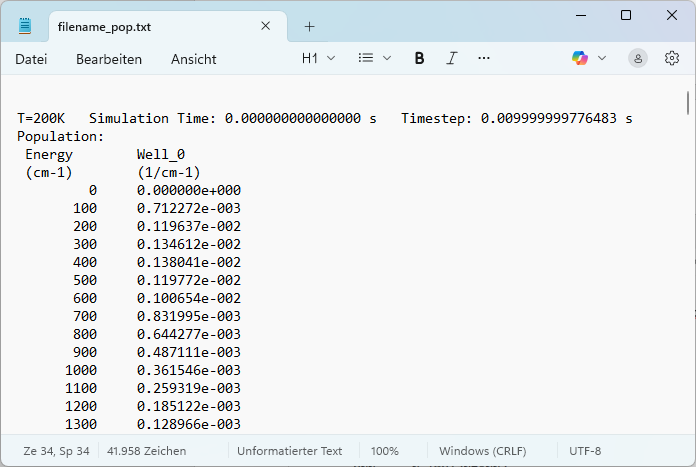 filename_pop.txt
Datei Bearbeiten Ansicht H1 B I ...
T=200K   Simulation Time: 0.000000000000000 s   Timestep: 0.009999999776483 s
Population:
 Energy        Well_0
 (cm-1)        (1/cm-1)
         0     0.000000e+000
       100     0.712272e-003
       200     0.119637e-002
       300     0.134612e-002
       400     0.138041e-002
       500     0.119772e-002
       600     0.100654e-002
       700     0.831995e-003
       800     0.644277e-003
       900     0.487111e-003
      1000     0.361546e-003
      1100     0.259319e-003
      1200     0.185122e-003
      1300     0.128966e-003
Ze 34, Sp 34 41.958 Zeichen Unformatierter Text 100% Windows (CRLF) UTF-8